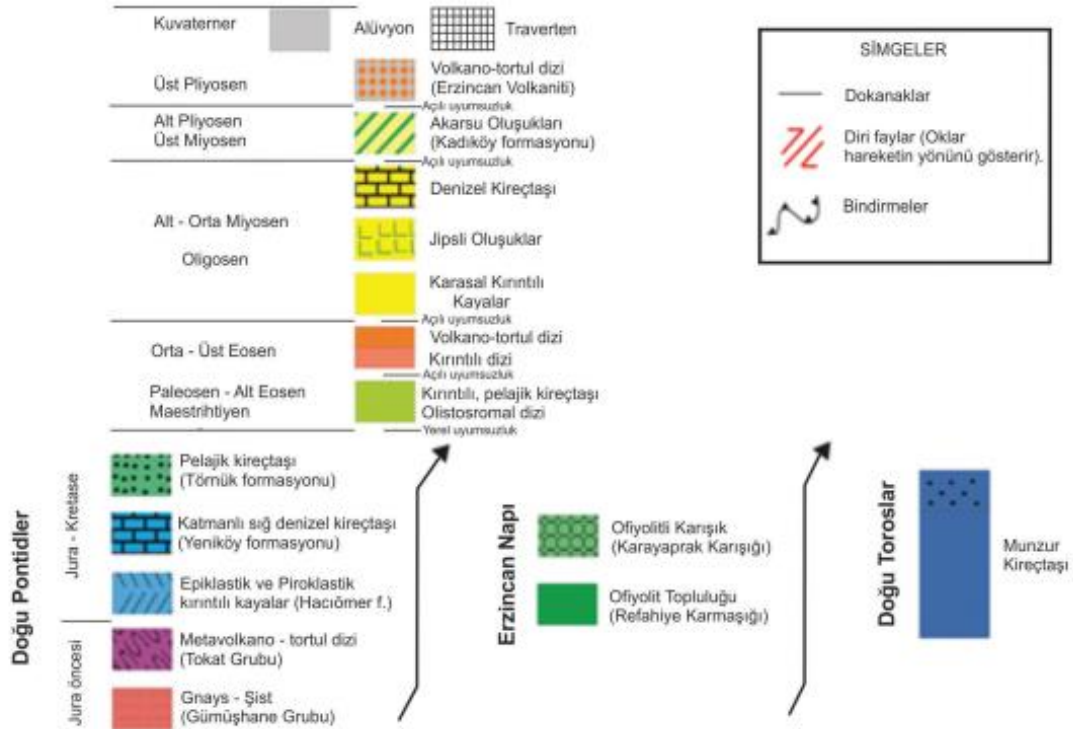 Kuvaterner
Alüvyon
Traverten
Üst Pliyosen
Volkano-tortul dizi
(Erzincan Volkaniti)
Açılı uyumsuzluk
Alt Pliyosen
Üst Miyosen
Akarsu Oluşukları
(Kadıköy formasyonu)
Açılı uyumsuzluk
Denizel Kireçtaşı
Alt - Orta Miyosen
Jipsli Oluşuklar
Oligosen
Karasal Kırıntılı
Kayalar
Açılı uyumsuzluk
Orta - Üst Eosen
Volkano-tortul dizi
Kırıntılı dizi
Açılı uyumsuzluk
Paleosen - Alt Eosen
Maestrihtiyen
Kırıntılı, pelajik kireçtaşı
Olistosromal dizi
Yerel uyumsuzluk
SİMGELER
Dokanaklar
Diri faylar (Oklar
hareketin yönünü gösterir).
Bindirmeler
Doğu Pontidler
Jura - Kretase
Pelajik kireçtaşı
(Törnük formasyonu)
Katmanlı sığ denizel kireçtaşı
(Yeniköy formasyonu)
Epiklastik ve Piroklastik
kırıntılı kayalar (Hacıömer f.)
Jura öncesi
Metavolkano - tortul dizi
(Tokat Grubu)
Gnays - Şist
(Gümüşhane Grubu)
Erzincan Napı
Ofiyolitli Karışık
(Karayaprak Karışığı)
Ofiyolit Topluluğu
(Refahiye Karmaşığı)
Doğu Toroslar
Munzur
Kireçtaşı